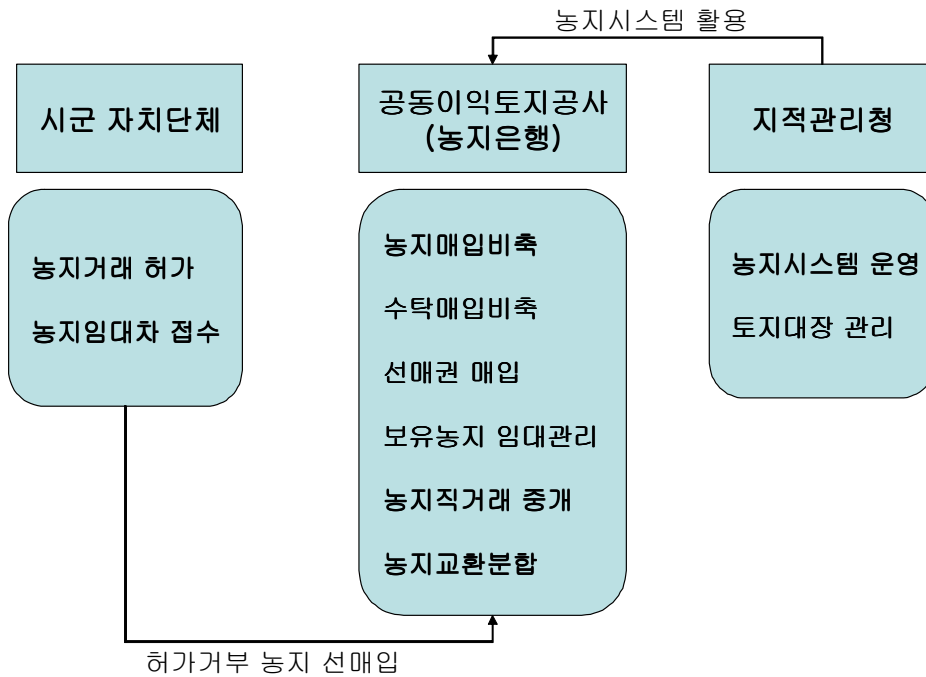 농지시스템 활용
시군 자치단체
공동이익토지공사
(농지은행)
지적관리청
농지거래 허가
농지임대차 접수
농지매입비축
수탁매입비축
선매권 매입
보유농지 임대관리
농지직거래 중개
농지교환분합
농지시스템 운영
토지대장 관리
허가거부 농지 선매입